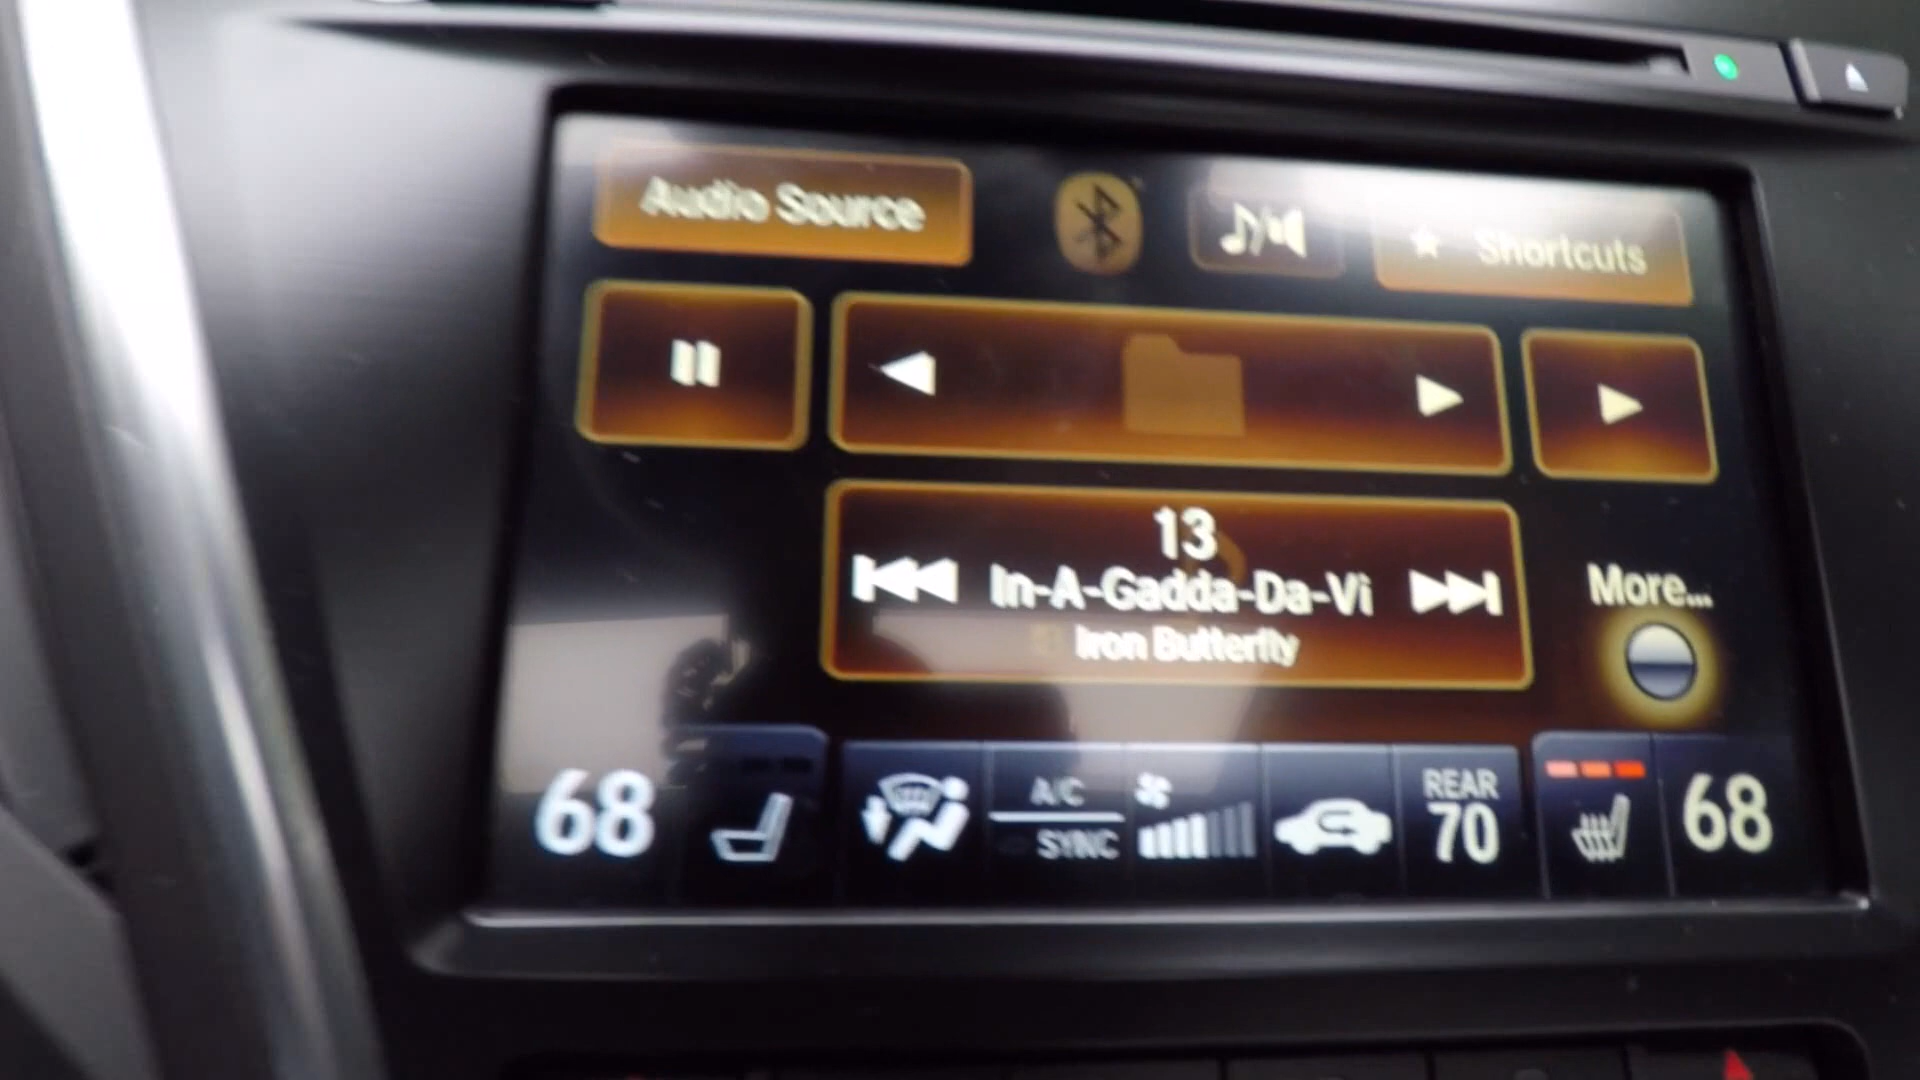 Audio Source
Shortcuts
13
In-A-Gadda-Da-Vi
Iron Butterfly
More...
68
A/C
SYNC
REAR
70
68